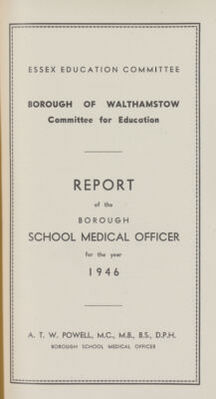 ESSEX EDUCATION COMMITTEE
BOROUGH OF WALTHAMSTOW
Committee for Education
REPORT
of the
BOROUGH
SCHOOL MEDICAL OFFICER
for the year
1946
A. T. W. POWELL, M.C., M.B., B.S., D.P.H.
BOROUGH SCHOOL MEDICAL OFFICER